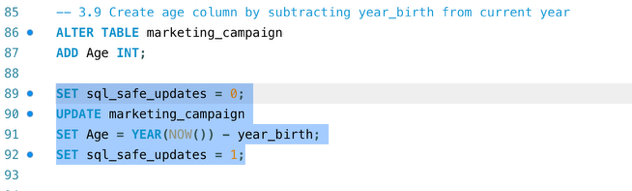 85 -- 3.9 Create age column by subtracting year_birth from current year
86 ALTER TABLE marketing_campaign
87 ADD Age INT;
88
89 SET sql_safe_updates = 0;
90 UPDATE marketing_campaign
91 SET Age = YEAR(NOW()) - year_birth;
92 SET sql_safe_updates = 1;
93